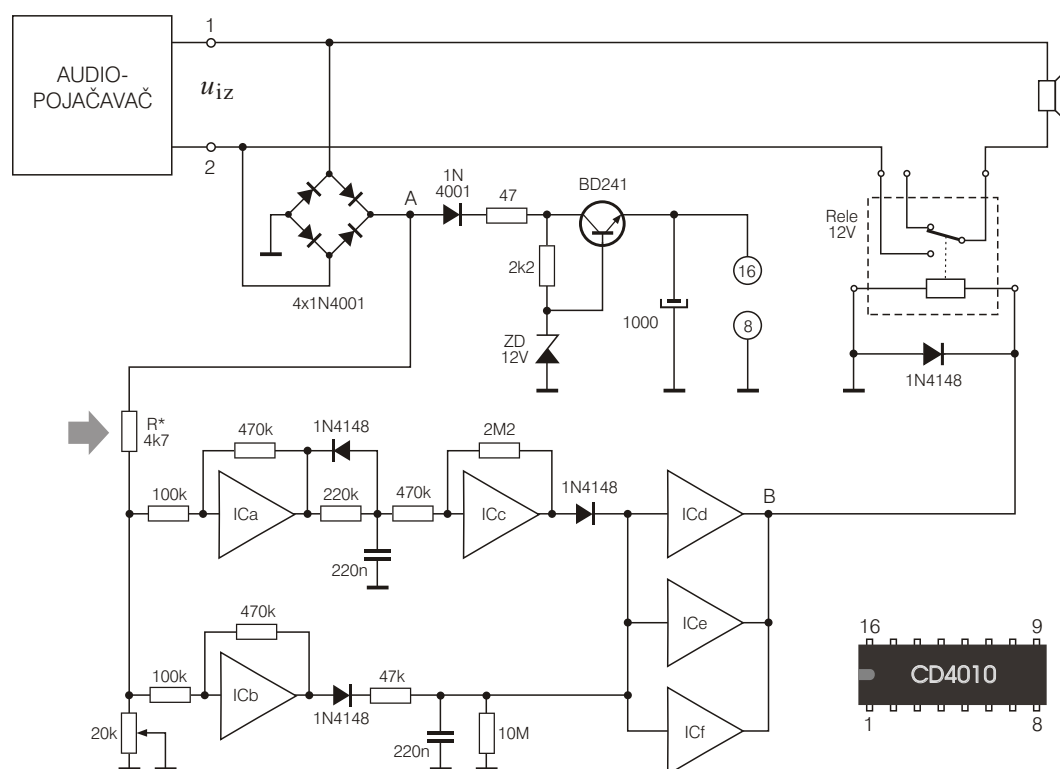 1
AUDIO-
POJAČAVAČ
uiz
2
A
1N
4001
47
BD241
2k2
ZD
12V
4x1N4001
1000
16
8
Rele
12V
1N4148
R*
4k7
470k
1N4148
2M2
100k
ICa
220k
470k
ICc
1N4148
ICd
B
220n
470k
ICe
100k
ICb
1N4148
47k
20k
220n
10M
ICf
16
9
CD4010
1
8